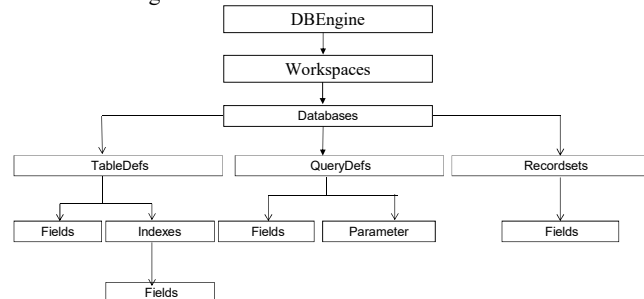 DBEngine
Workspaces
Databases
TableDefs QueryDefs Recordsets
Fields Indexes Fields Parameter Fields
Fields